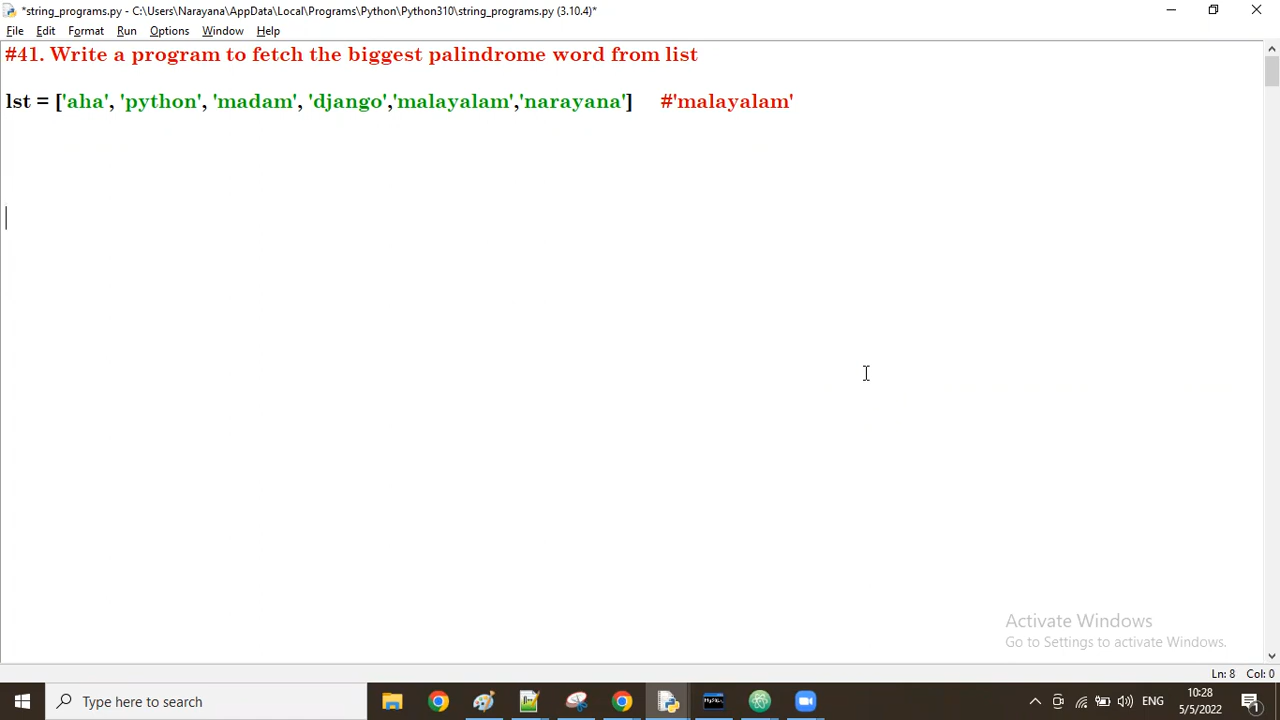 *string_programs.py - C:\Users\Narayana\AppData\Local\Programs\Python\Python310\string_programs.py (3.10.4)*
File Edit Format Run Options Window Help
#41. Write a program to fetch the biggest palindrome word from list
lst = ['aha', 'python', 'madam', 'django','malayalam','narayana'] #'malayalam'
Activate Windows
Go to Settings to activate Windows.
Ln: 8 Col: 0
Type here to search
MySQL
ENG
10:28
5/5/2022
1